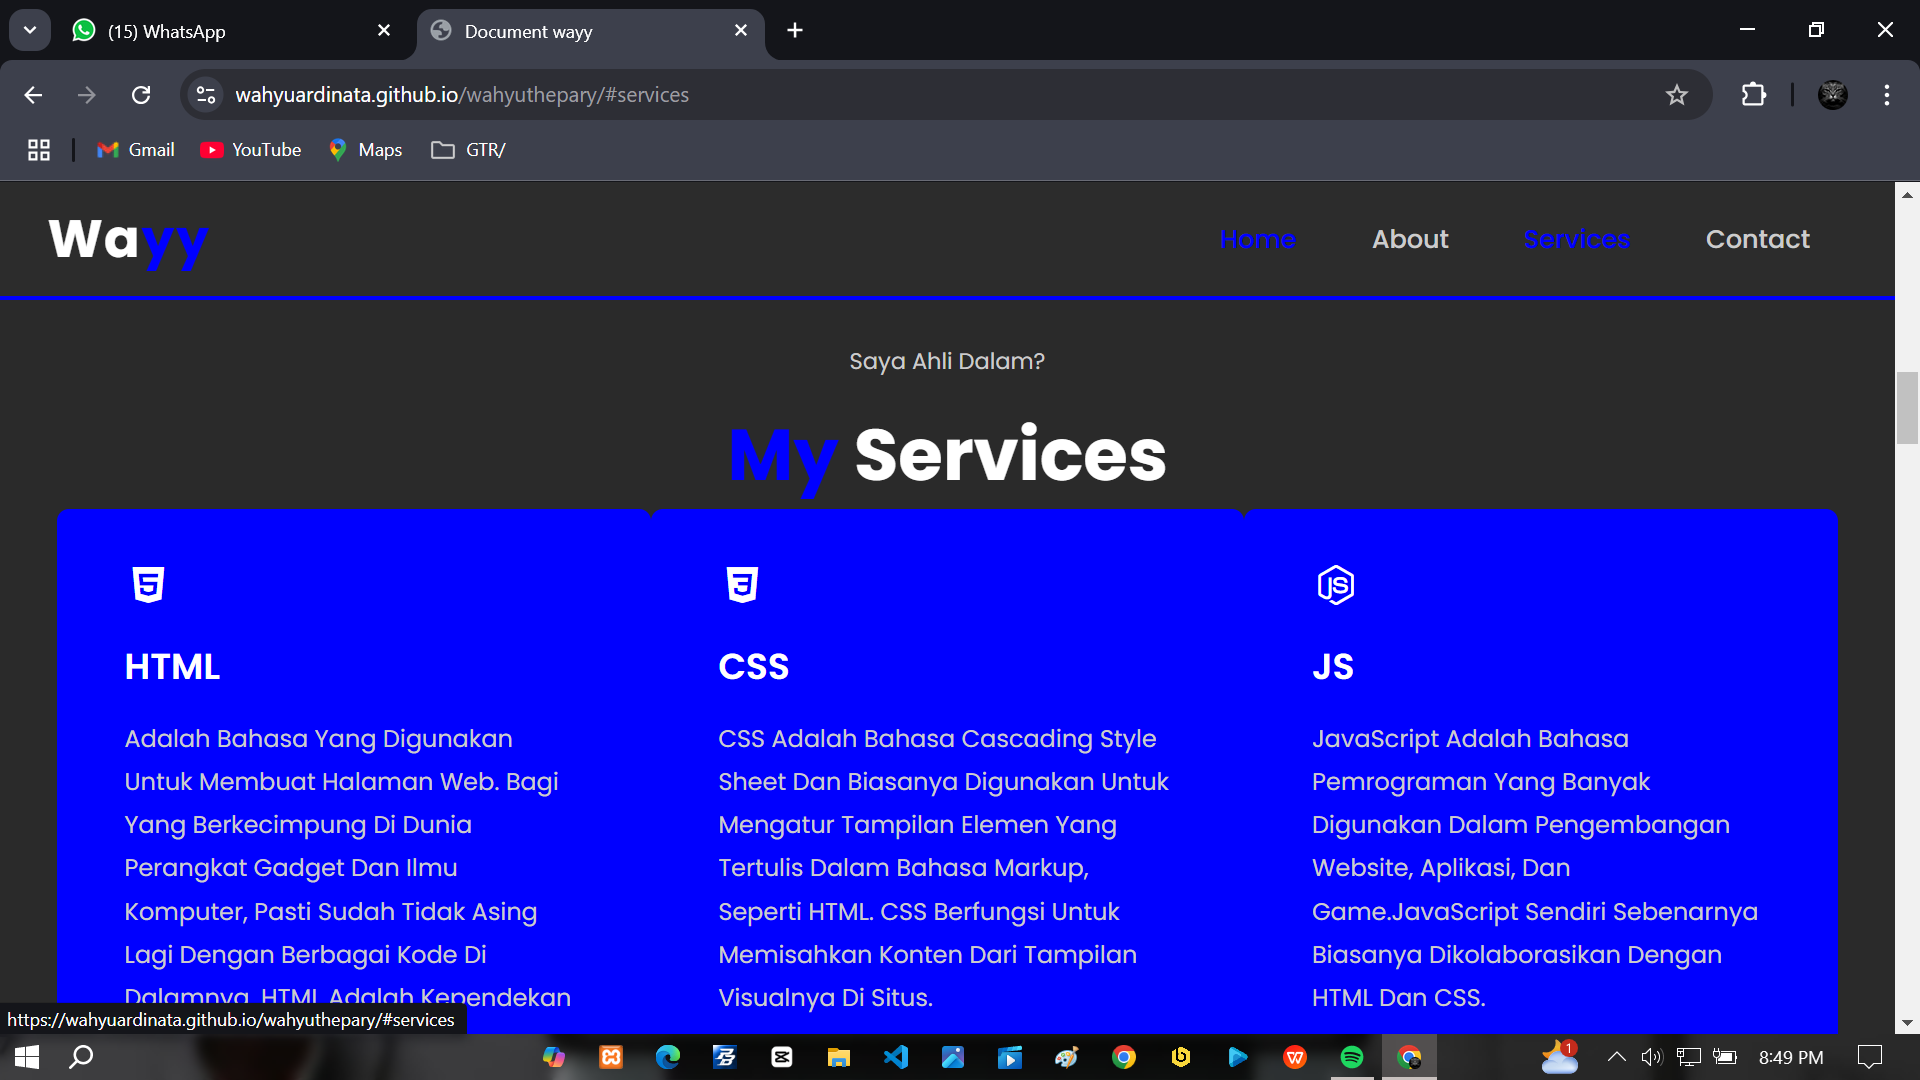 (15) WhatsApp
Document wayy
wahyuardinata.github.io/wahyuthepary/#services
Gmail
YouTube
Maps
GTR/
Wayy
Home
About
Services
Contact
Saya Ahli Dalam?
My Services
HTML
Adalah Bahasa Yang Digunakan
Untuk Membuat Halaman Web. Bagi
Yang Berkecimpung Di Dunia
Perangkat Gadget Dan Ilmu
Komputer, Pasti Sudah Tidak Asing
Lagi Dengan Berbagai Kode Di
Dalamnya. HTML Adalah Kependekan
CSS
CSS Adalah Bahasa Cascading Style
Sheet Dan Biasanya Digunakan Untuk
Mengatur Tampilan Elemen Yang
Tertulis Dalam Bahasa Markup,
Seperti HTML. CSS Berfungsi Untuk
Memisahkan Konten Dari Tampilan
Visualnya Di Situs.
JS
JavaScript Adalah Bahasa
Pemrograman Yang Banyak
Digunakan Dalam Pengembangan
Website, Aplikasi, Dan
Game.JavaScript Sendiri Sebenarnya
Biasanya Dikolaborasikan Dengan
HTML Dan CSS.
https://wahyuardinata.github.io/wahyuthepary/#services
1
8:49 PM